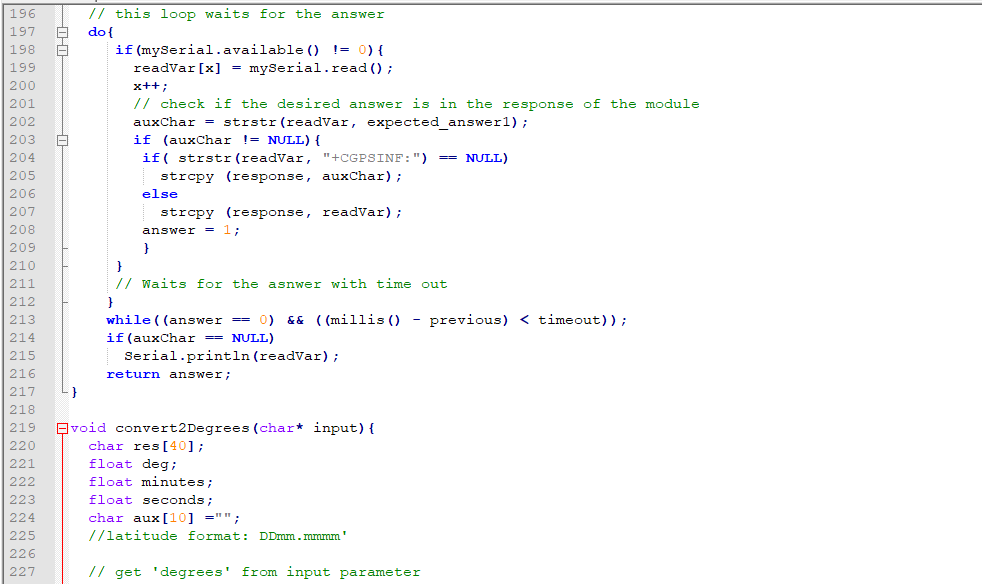 196 // this loop waits for the answer
197 do{
198 if(mySerial.available() != 0){
199 readVar[x] = mySerial.read();
200 x++;
201 // check if the desired answer is in the response of the module
202 auxChar = strstr(readVar, expected_answer1);
203 if (auxChar != NULL){
204 if( strstr(readVar, "+CGPSINF:") == NULL)
205 strcpy (response, auxChar);
206 else
207 strcpy (response, readVar);
208 answer = 1;
209 }
210 }
211 // Waits for the asnwer with time out
212 }
213 while((answer == 0) && ((millis() - previous) < timeout));
214 if(auxChar == NULL)
215 Serial.println(readVar);
216 return answer;
217 }
218
219 void convert2Degrees(char* input){
220 char res[40];
221 float deg;
222 float minutes;
223 float seconds;
224 char aux[10] ="";
225 //latitude format: DDmm.mmmm'
226
227 // get 'degrees' from input parameter